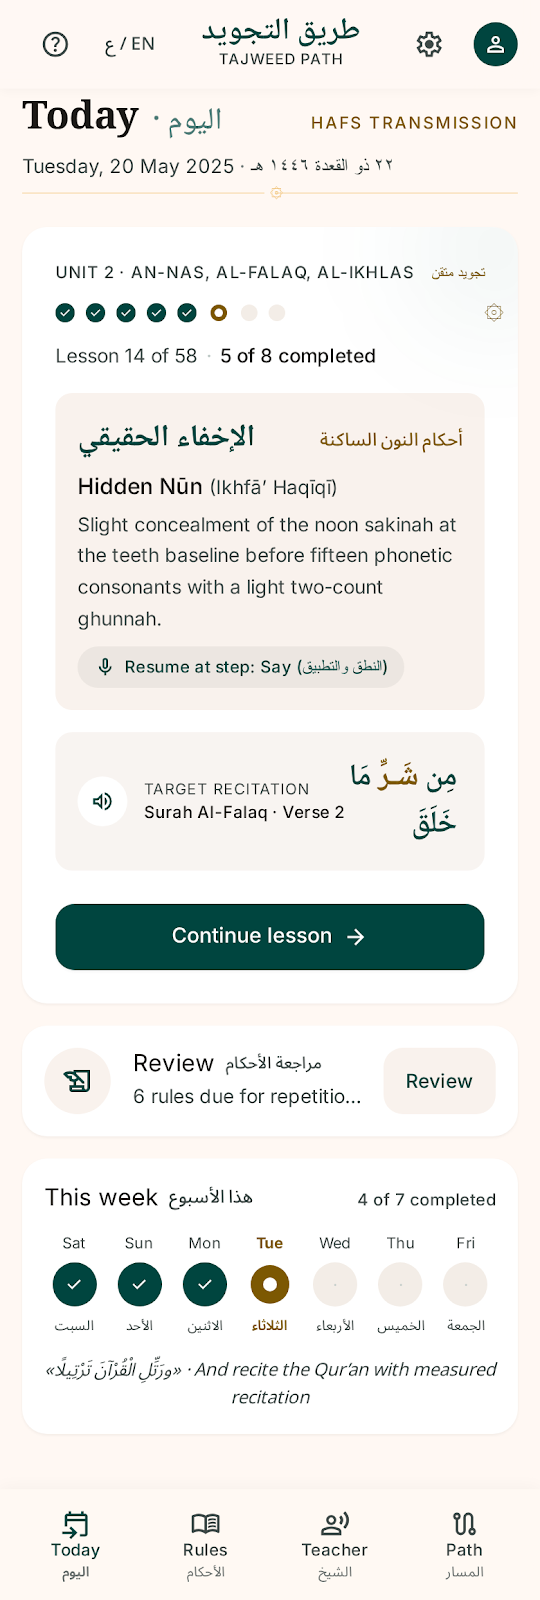 ع / EN
طريق التجويد
TAJWEED PATH
Today · اليوم
HAFS TRANSMISSION
Tuesday, 20 May 2025 · ٢٢ ذو القعدة ١٤٤٦ هـ
UNIT 2 · AN-NAS, AL-FALAQ, AL-IKHLAS
تجويد متقن
Lesson 14 of 58 · 5 of 8 completed
الإخفاء الحقيقي
أحكام النون الساكنة
Hidden Nūn (Ikhfā’ Haqīqī)
Slight concealment of the noon sakinah at
the teeth baseline before fifteen phonetic
consonants with a light two-count
ghunnah.
Resume at step: Say (النطق والتطبيق)
TARGET RECITATION
Surah Al-Falaq · Verse 2
مِن شَـرِّ مَا
خَلَقَ
Continue lesson →
Review مراجعة الأحكام
6 rules due for repetitio...
Review
This week هذا الأسبوع
4 of 7 completed
Sat Sun Mon Tue Wed Thu Fri
السبت الأحد الاثنين الثلاثاء الأربعاء الخميس الجمعة
«ورَتِّلِ الْقُرْآنَ تَرْتِيلًا» · And recite the Qur’an with measured
recitation
Today Rules Teacher Path
اليوم الأحكام الشيخ المسار